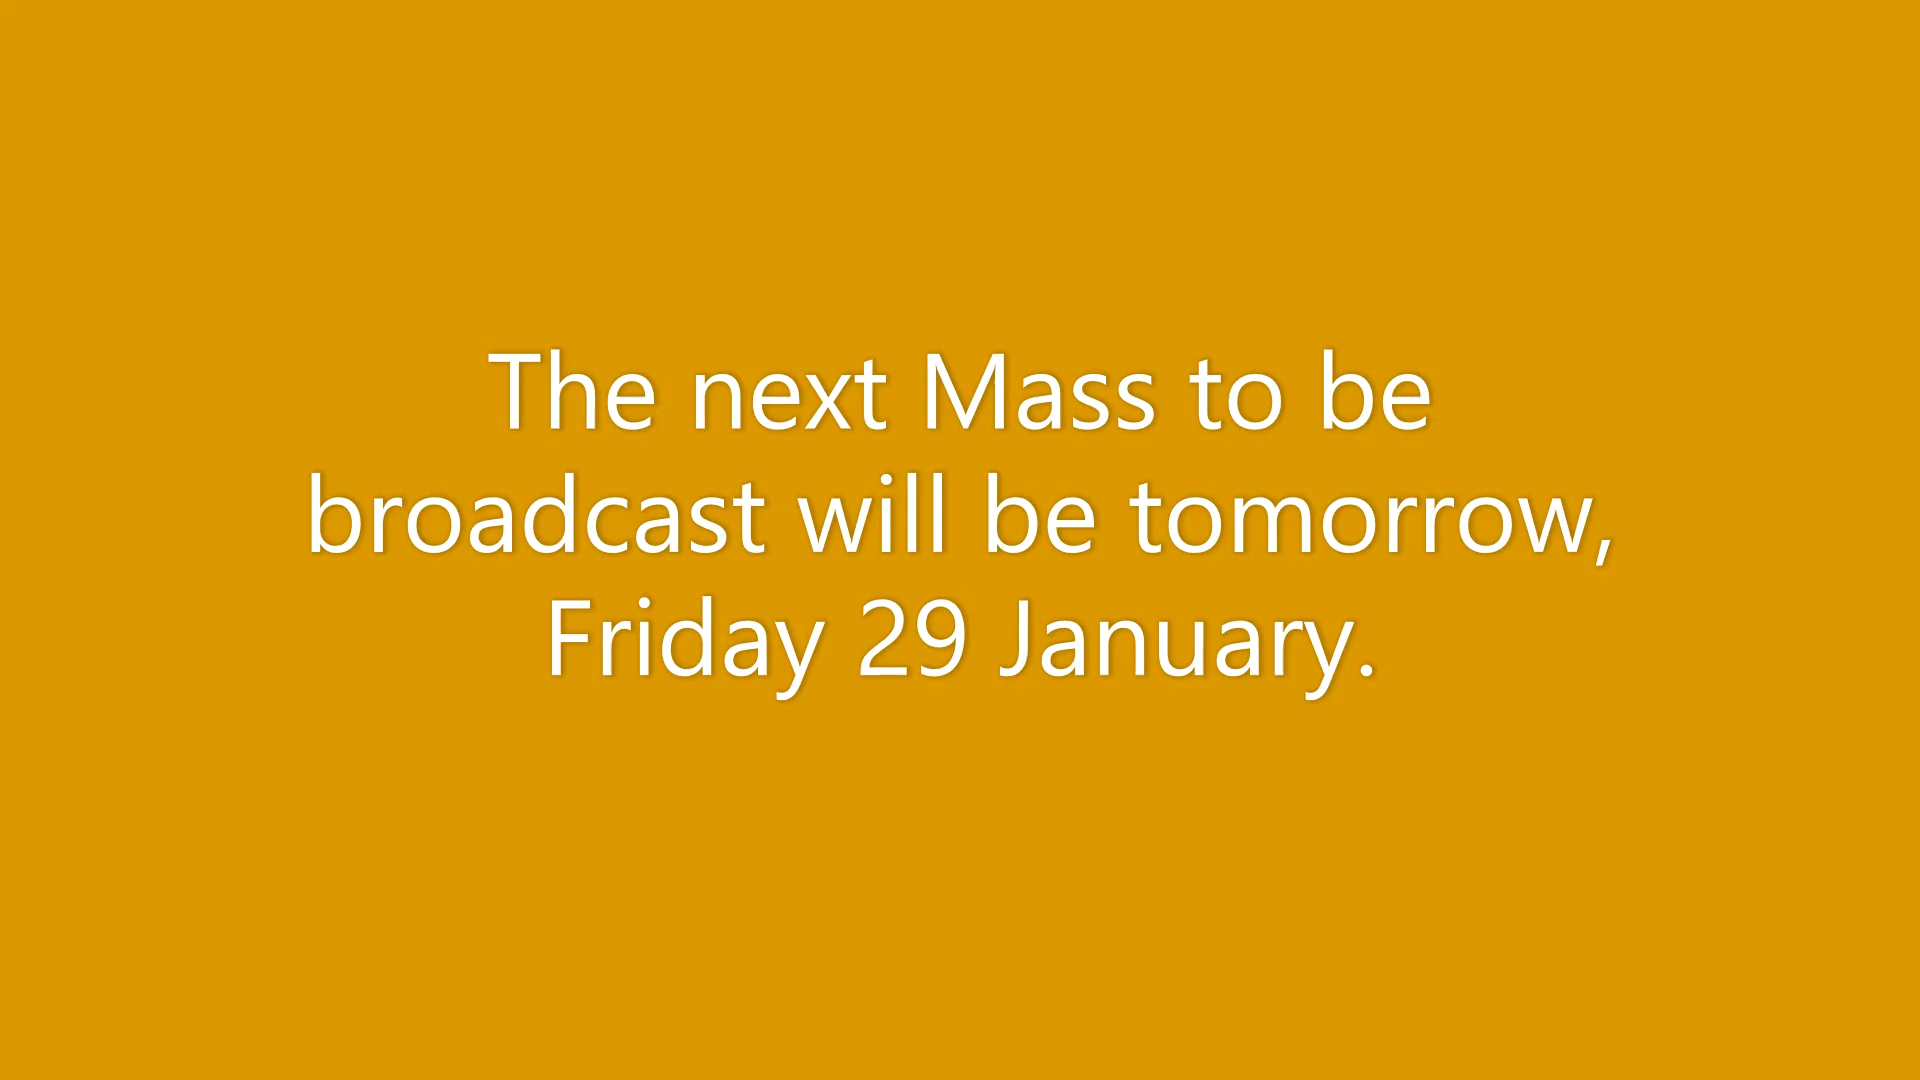 The next Mass to be
broadcast will be tomorrow,
Friday 29 January.